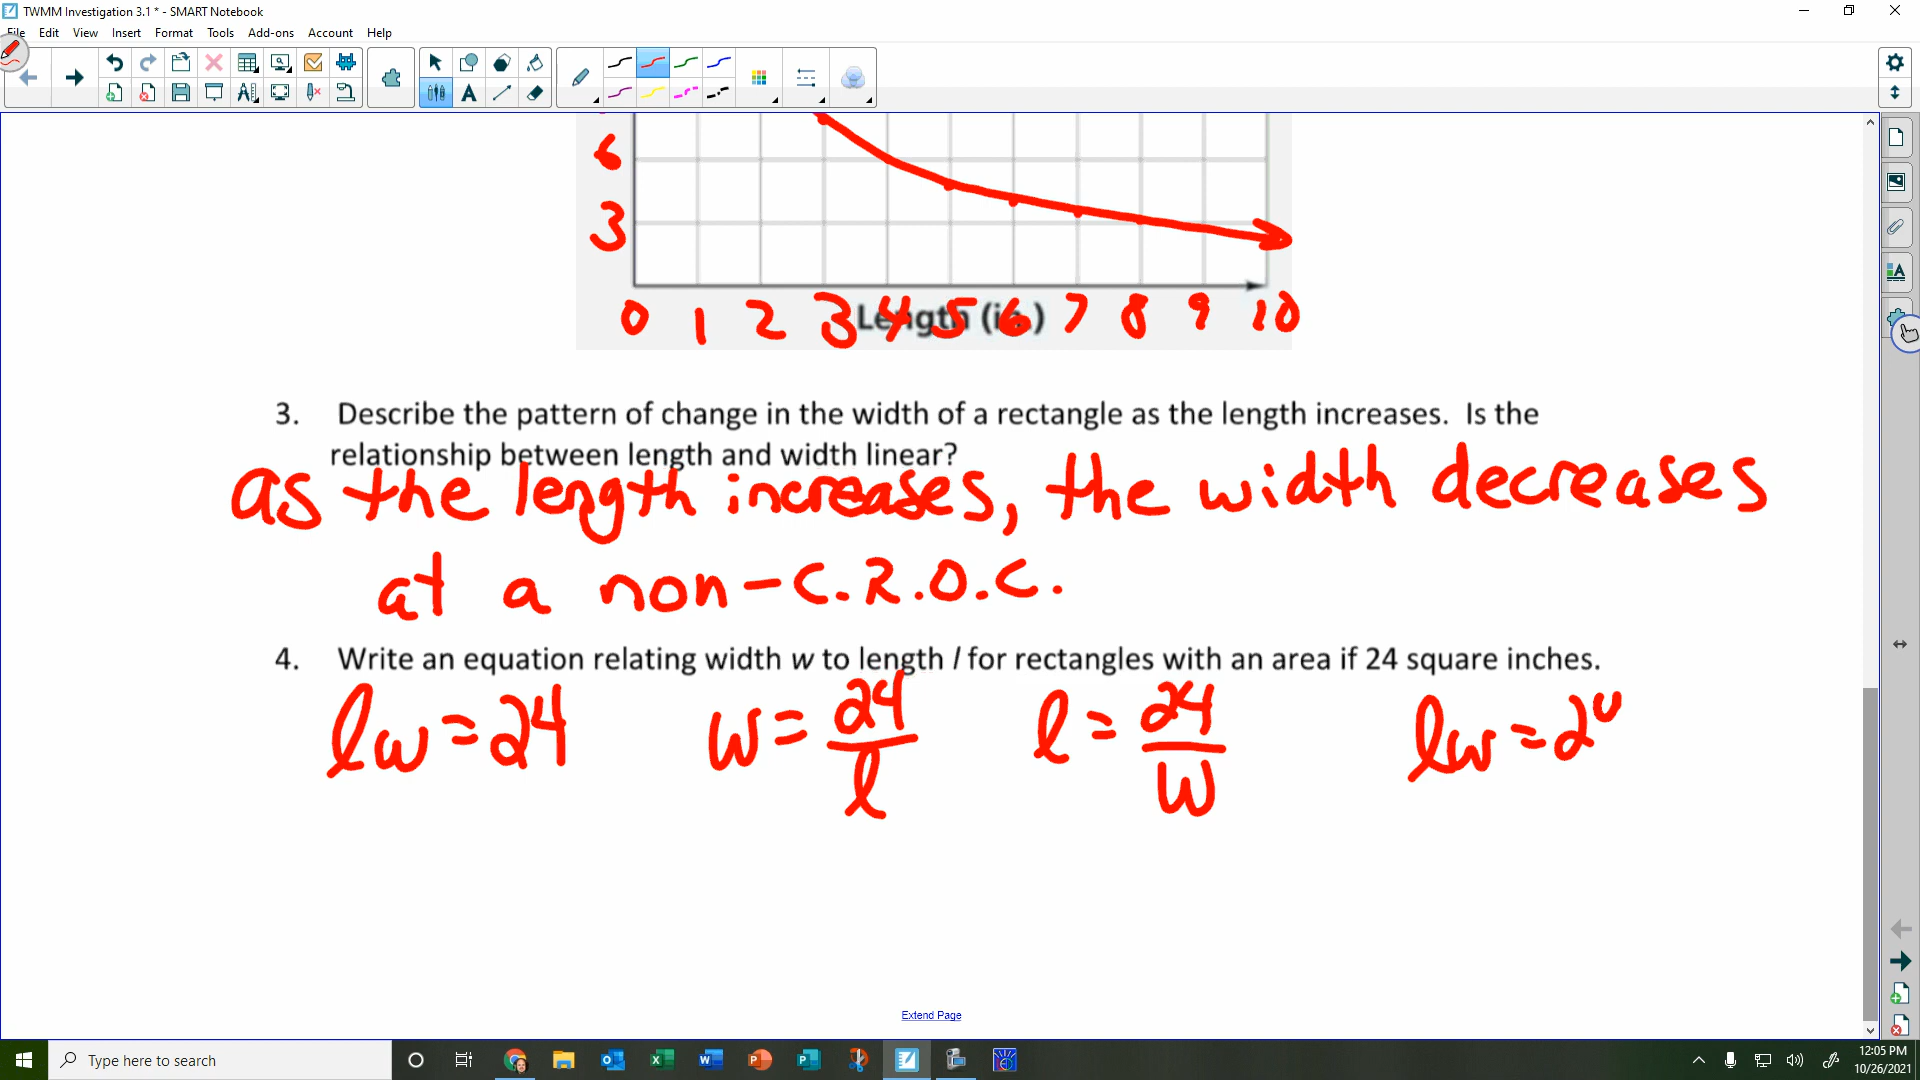 TWMM Investigation 3.1 * - SMART Notebook
File Edit View Insert Format Tools Add-ons Account Help
6
3
0 1 2 3 4 5 6 7 8 9 10
Length (in.)
3. Describe the pattern of change in the width of a rectangle as the length increases. Is the
relationship between length and width linear?
as the length increases, the width decreases
at a non-C.R.O.C.
4. Write an equation relating width w to length l for rectangles with an area if 24 square inches.
lw=24 w=24/l l=24/w lw=24
Extend Page
Type here to search
12:05 PM
10/26/2021